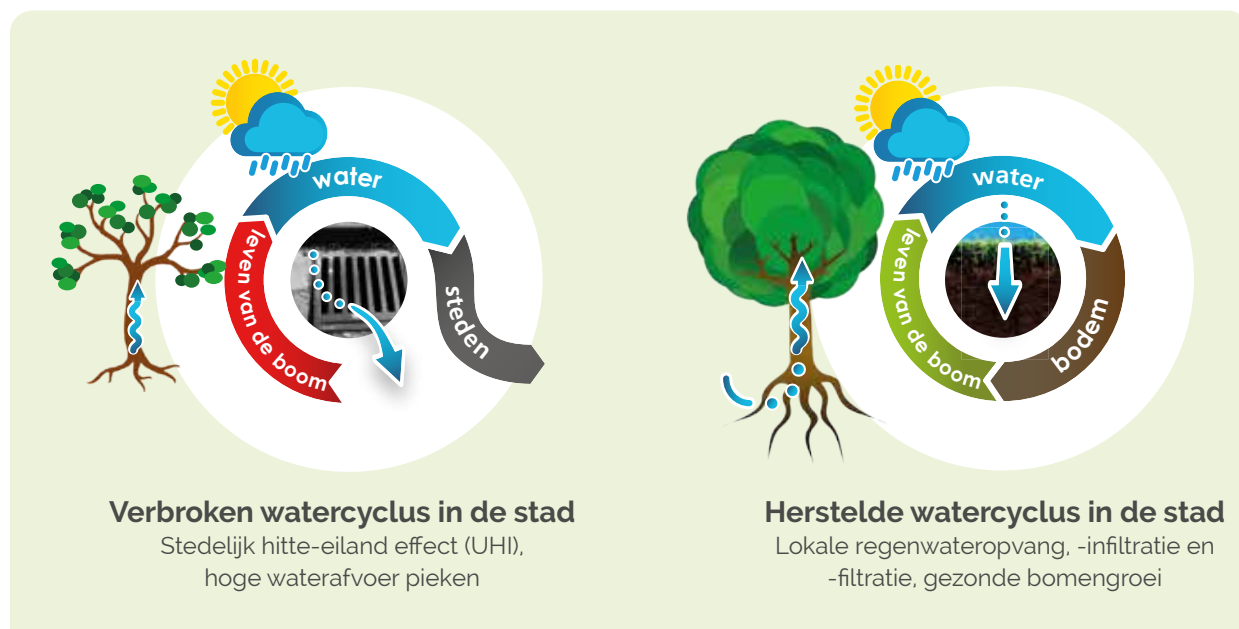 water
leven van de boom
steden
Verbroken watercyclus in de stad
Stedelijk hitte-eiland effect (UHI),
hoge waterafvoer pieken
water
leven van de boom
bodem
Herstelde watercyclus in de stad
Lokale regenwateropvang, -infiltratie en
-filtratie, gezonde bomengroei